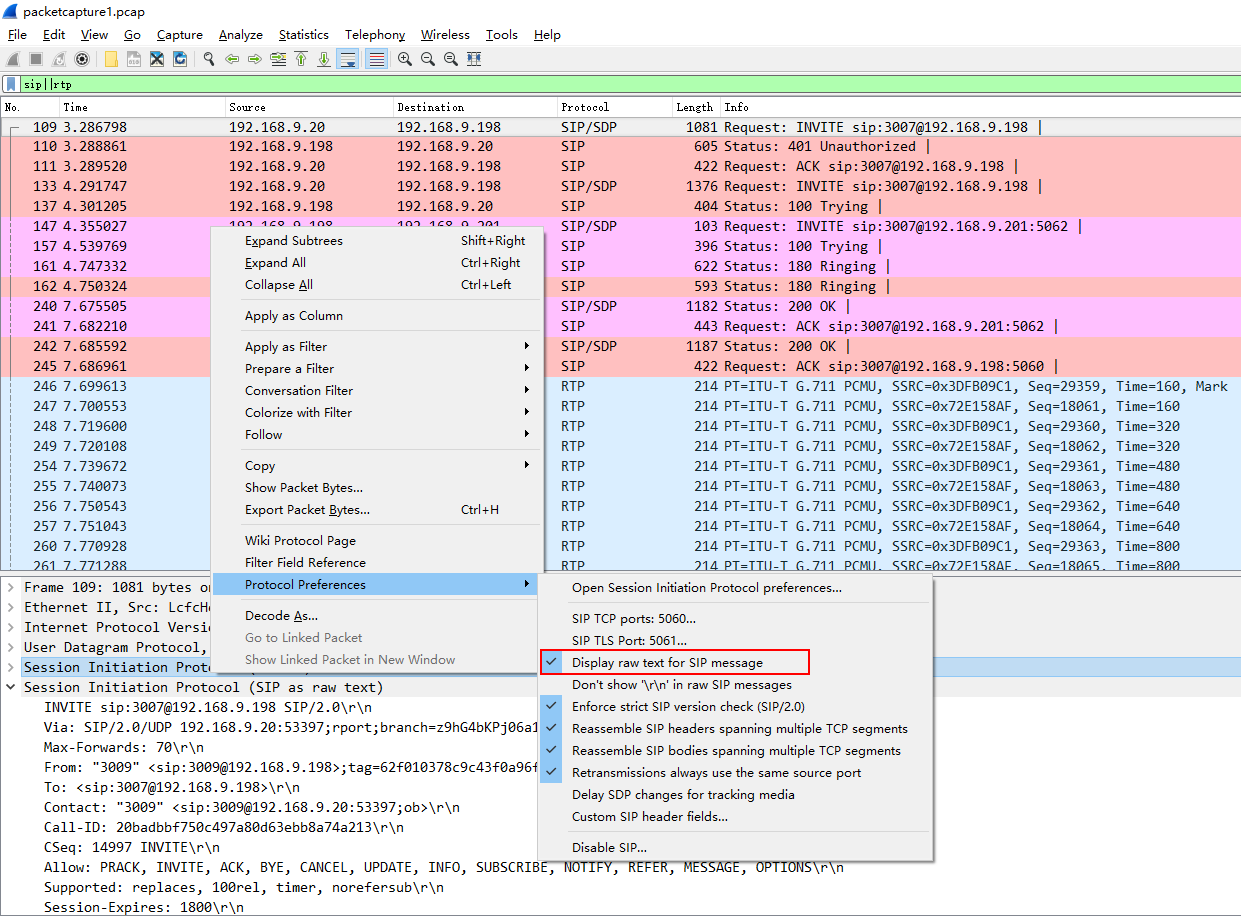 packetcapture1.pcap
File Edit View Go Capture Analyze Statistics Telephony Wireless Tools Help
sip||rtp
No. Time Source Destination Protocol Length Info
109 3.286798 192.168.9.20 192.168.9.198 SIP/SDP 1081 Request: INVITE sip:3007@192.168.9.198 |
110 3.288861 192.168.9.198 192.168.9.20 SIP 605 Status: 401 Unauthorized |
111 3.289520 192.168.9.20 192.168.9.198 SIP 422 Request: ACK sip:3007@192.168.9.198 |
133 4.291747 192.168.9.20 192.168.9.198 SIP/SDP 1376 Request: INVITE sip:3007@192.168.9.198 |
137 4.301205 192.168.9.198 192.168.9.20 SIP 404 Status: 100 Trying |
147 4.355027 192.168.9.198 192.168.9.201 SIP/SDP 103 Request: INVITE sip:3007@192.168.9.201:5062 |
157 4.539769 SIP 396 Status: 100 Trying |
161 4.747332 SIP 622 Status: 180 Ringing |
162 4.750324 SIP 593 Status: 180 Ringing |
240 7.675505 SIP/SDP 1182 Status: 200 OK |
241 7.682210 SIP 443 Request: ACK sip:3007@192.168.9.201:5062 |
242 7.685592 SIP/SDP 1187 Status: 200 OK |
245 7.686961 SIP 422 Request: ACK sip:3007@192.168.9.198:5060 |
246 7.699613 RTP 214 PT=ITU-T G.711 PCMU, SSRC=0x3DFB09C1, Seq=29359, Time=160, Mark
247 7.700553 RTP 214 PT=ITU-T G.711 PCMU, SSRC=0x72E158AF, Seq=18061, Time=160
248 7.719600 RTP 214 PT=ITU-T G.711 PCMU, SSRC=0x3DFB09C1, Seq=29360, Time=320
249 7.720108 RTP 214 PT=ITU-T G.711 PCMU, SSRC=0x72E158AF, Seq=18062, Time=320
254 7.739672 RTP 214 PT=ITU-T G.711 PCMU, SSRC=0x3DFB09C1, Seq=29361, Time=480
255 7.740073 RTP 214 PT=ITU-T G.711 PCMU, SSRC=0x72E158AF, Seq=18063, Time=480
256 7.750543 RTP 214 PT=ITU-T G.711 PCMU, SSRC=0x3DFB09C1, Seq=29362, Time=640
257 7.751043 RTP 214 PT=ITU-T G.711 PCMU, SSRC=0x72E158AF, Seq=18064, Time=640
260 7.770928 RTP 214 PT=ITU-T G.711 PCMU, SSRC=0x3DFB09C1, Seq=29363, Time=800
261 7.771288 RTP 214 PT=ITU-T G.711 PCMU, SSRC=0x72E158AF, Seq=18065, Time=800
Expand Subtrees Shift+Right
Expand All Ctrl+Right
Collapse All Ctrl+Left
Apply as Column
Apply as Filter
Prepare a Filter
Conversation Filter
Colorize with Filter
Follow
Copy
Show Packet Bytes...
Export Packet Bytes... Ctrl+H
Wiki Protocol Page
Filter Field Reference
Protocol Preferences
Decode As...
Go to Linked Packet
Show Linked Packet in New Window
Open Session Initiation Protocol preferences...
SIP TCP ports: 5060...
SIP TLS Port: 5061...
Display raw text for SIP message
Don't show '\r\n' in raw SIP messages
Enforce strict SIP version check (SIP/2.0)
Reassemble SIP headers spanning multiple TCP segments
Reassemble SIP bodies spanning multiple TCP segments
Retransmissions always use the same source port
Delay SDP changes for tracking media
Custom SIP header fields...
Disable SIP...
Frame 109: 1081 bytes on
Ethernet II, Src: LcfcHe
Internet Protocol Versio
User Datagram Protocol,
Session Initiation Proto
Session Initiation Protocol (SIP as raw text)
INVITE sip:3007@192.168.9.198 SIP/2.0\r\n
Via: SIP/2.0/UDP 192.168.9.20:53397;rport;branch=z9hG4bKPj06a1
Max-Forwards: 70\r\n
From: "3009" <sip:3009@192.168.9.198>;tag=62f010378c9c43f0a96f
To: <sip:3007@192.168.9.198>\r\n
Contact: "3009" <sip:3009@192.168.9.20:53397;ob>\r\n
Call-ID: 20badbbf750c497a80d63ebb8a74a213\r\n
CSeq: 14997 INVITE\r\n
Allow: PRACK, INVITE, ACK, BYE, CANCEL, UPDATE, INFO, SUBSCRIBE, NOTIFY, REFER, MESSAGE, OPTIONS\r\n
Supported: replaces, 100rel, timer, norefersub\r\n
Session-Expires: 1800\r\n